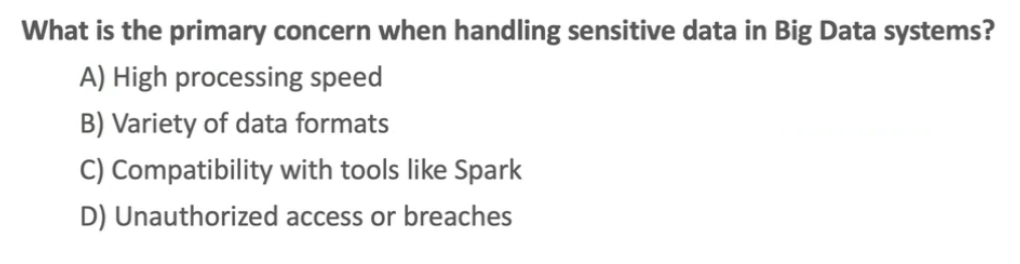 What is the primary concern when handling sensitive data in Big Data systems?
A) High processing speed
B) Variety of data formats
C) Compatibility with tools like Spark
D) Unauthorized access or breaches